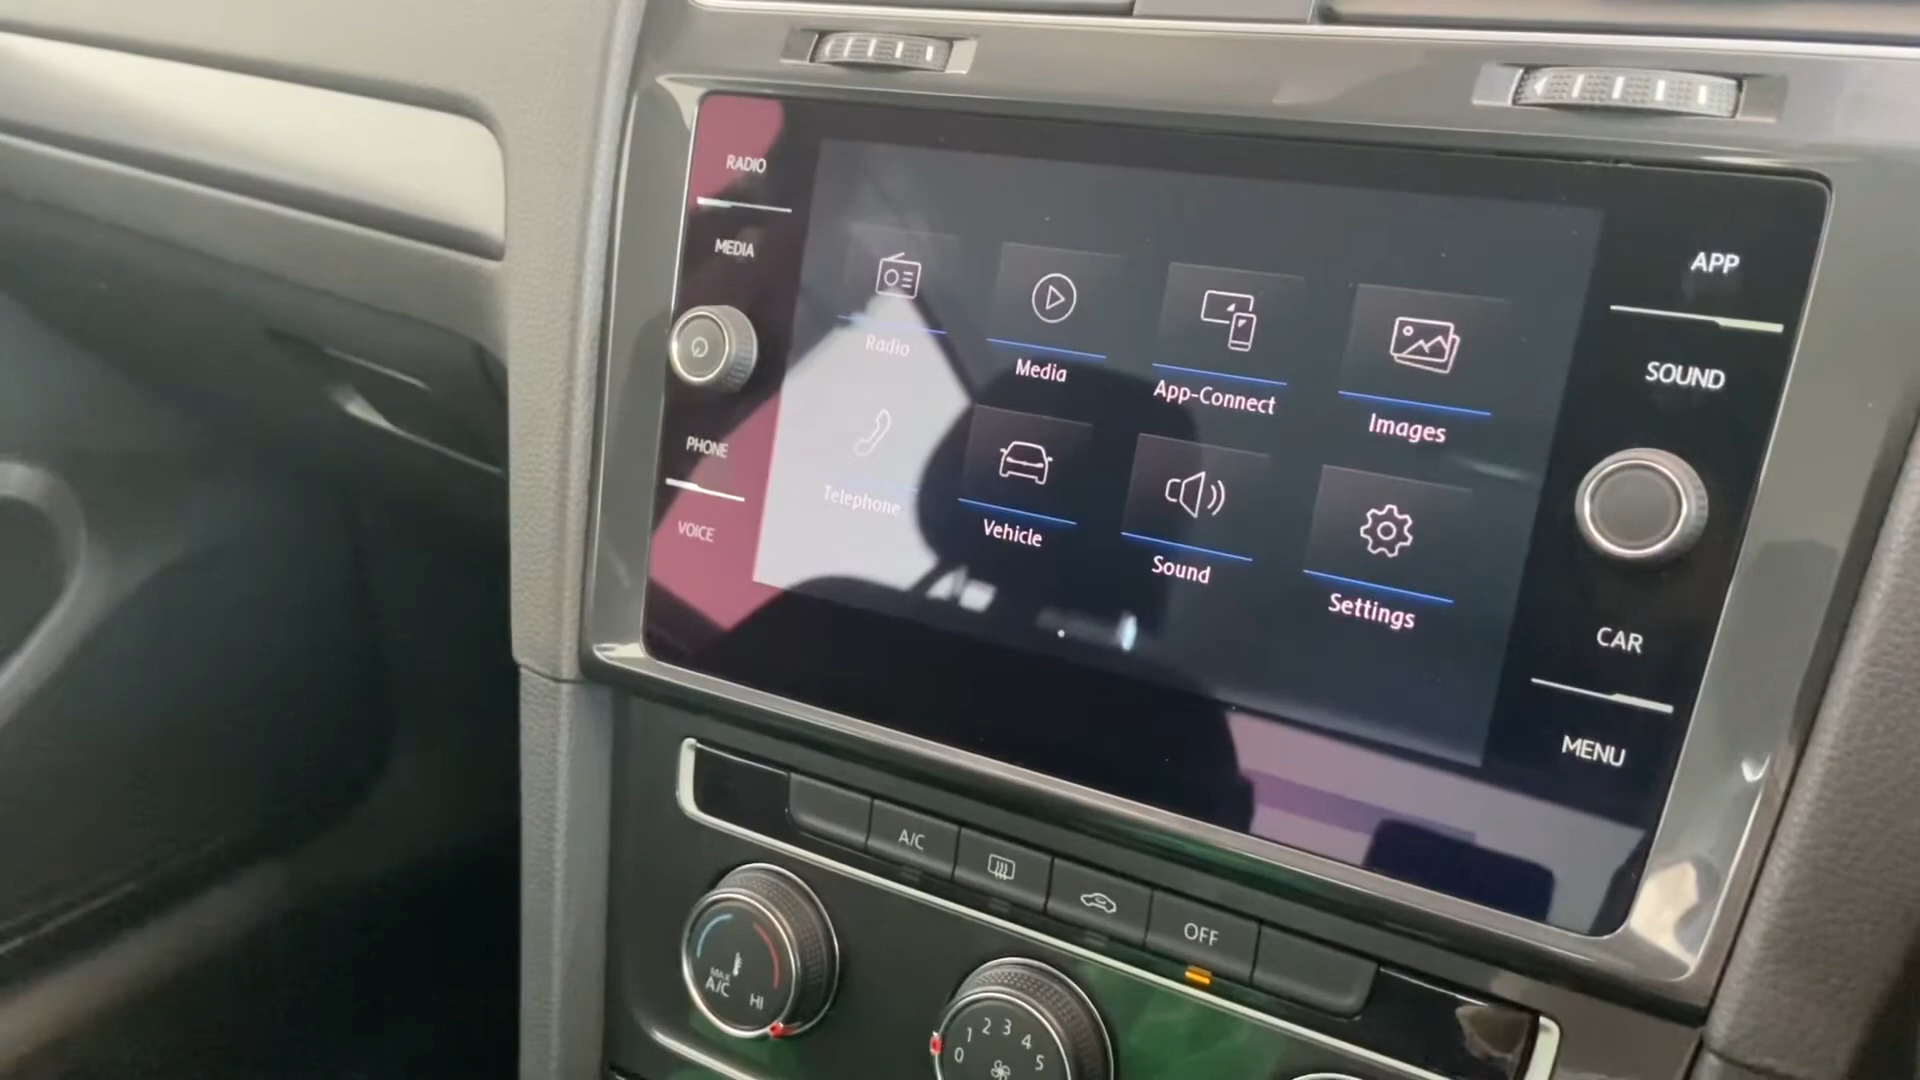 RADIO
MEDIA
PHONE
VOICE
Radio
Media
App-Connect
Images
Telephone
Vehicle
Sound
Settings
APP
SOUND
CAR
MENU
A/C
OFF
MAX
A/C
HI
0 1 2 3 4 5